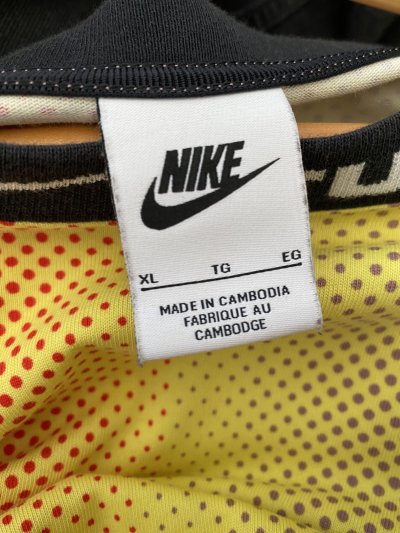 NIKE
XL TG EG
MADE IN CAMBODIA
FABRIQUE AU
CAMBODGE